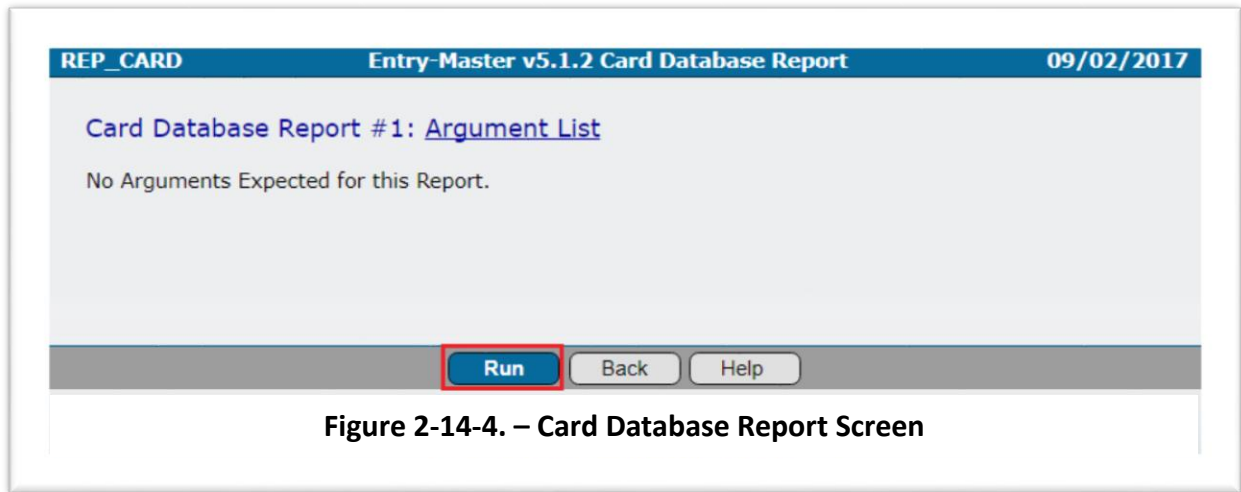 REP_CARD Entry-Master v5.1.2 Card Database Report 09/02/2017
Card Database Report #1: Argument List
No Arguments Expected for this Report.
Run Back Help
Figure 2-14-4. – Card Database Report Screen